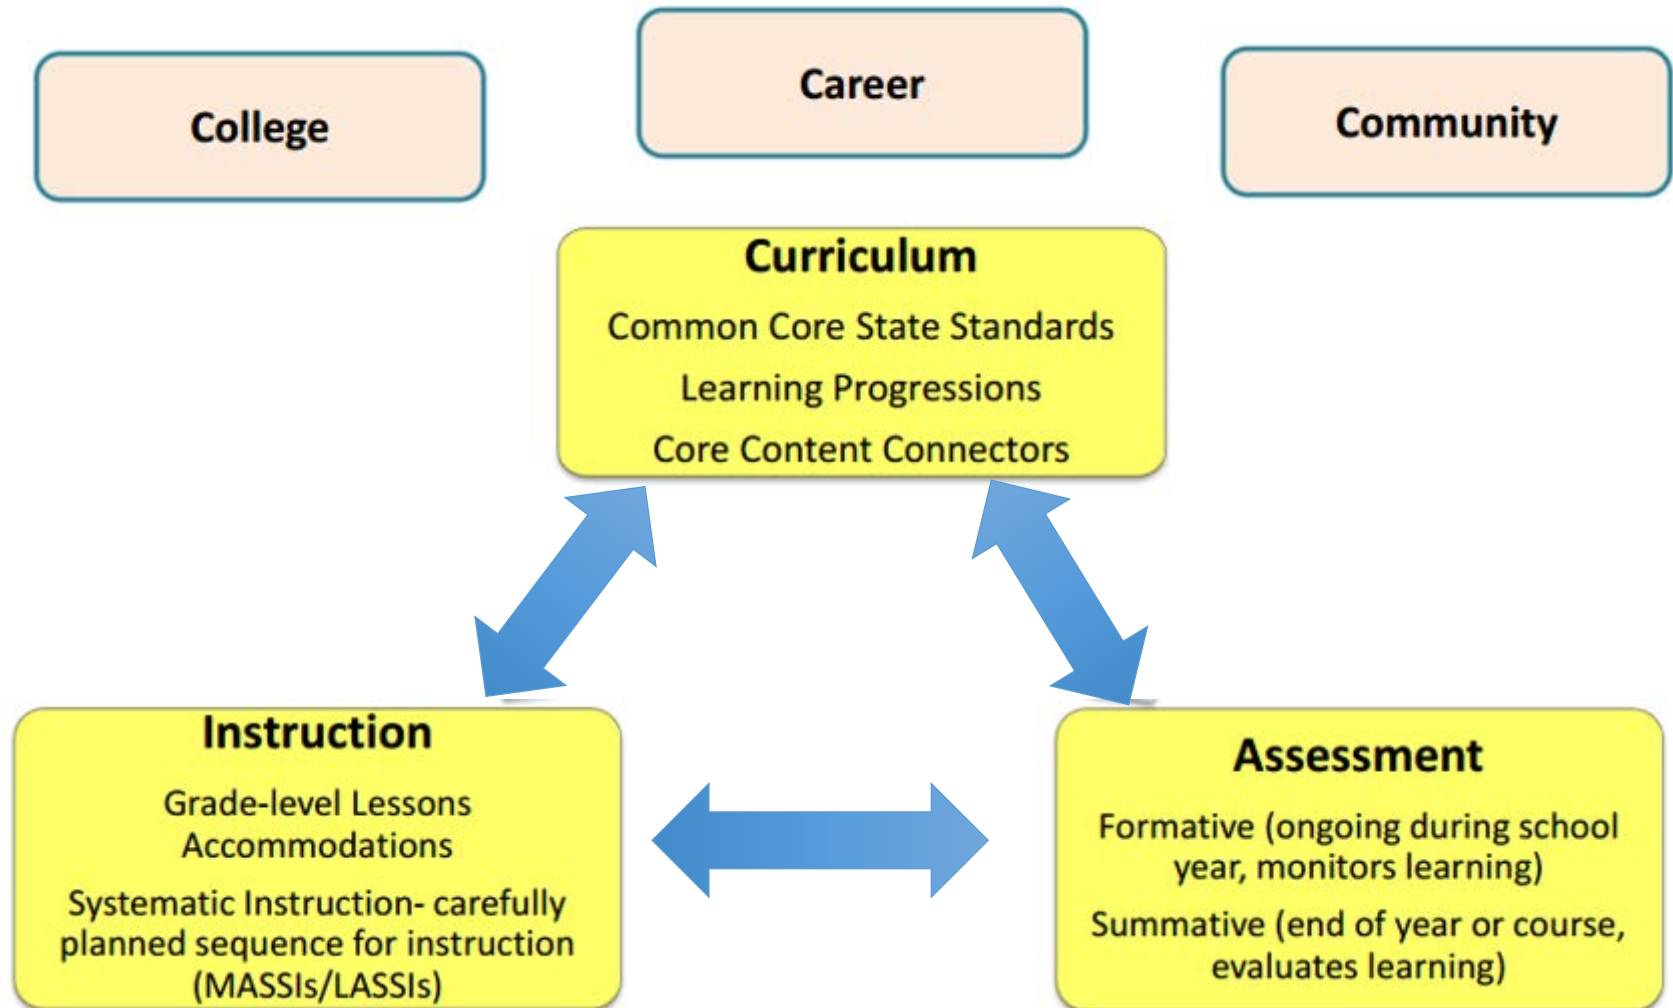 College
Career
Community
Curriculum
Common Core State Standards
Learning Progressions
Core Content Connectors
Instruction
Grade-level Lessons
Accommodations
Systematic Instruction- carefully
planned sequence for instruction
(MASSIs/LASSIs)
Assessment
Formative (ongoing during school
year, monitors learning)
Summative (end of year or course,
evaluates learning)